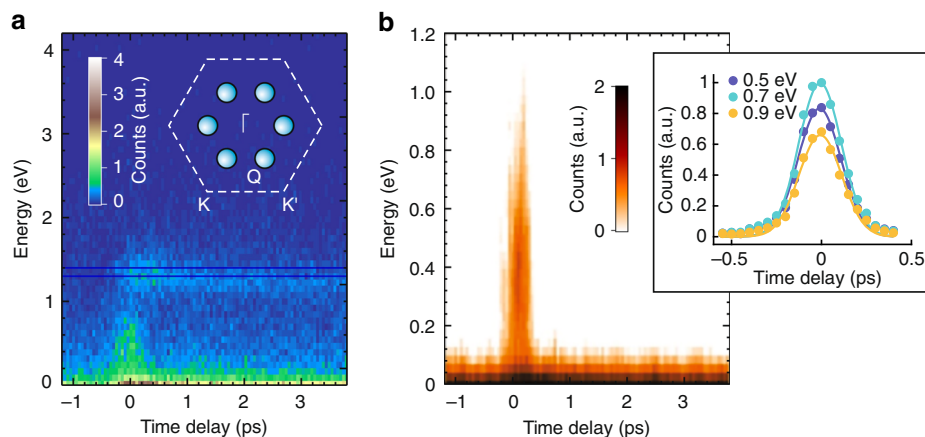 a
Energy (eV)
4
3
2
1
0
−1
0
1
2
3
Time delay (ps)
Counts (a.u.)
4
3
2
1
0
Γ
Q
K
K'
b
Energy (eV)
1.2
1.0
0.8
0.6
0.4
0.2
0
−1
0
1
2
3
Time delay (ps)
Counts (a.u.)
2
1
0
Counts (a.u.)
1
0.8
0.6
0.4
0.2
0
0.5 eV
0.7 eV
0.9 eV
−0.5
0.0
0.5
Time delay (ps)